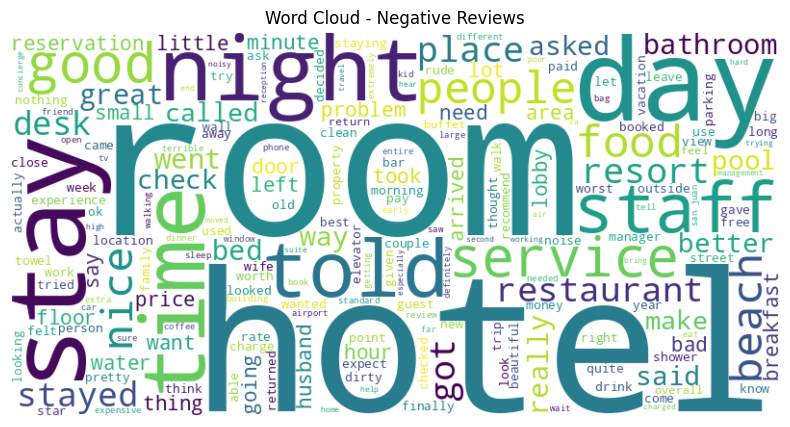 Word Cloud - Negative Reviews
reservation little minute staying different
concierge noisy ask decided
good night place asked bathroom
nothing try reception travel extremely kid hear rude lot paid poor let leave hard
great end people vacation parking
desk small called problem return need area bag
friend wall away clean buffet large booked use big
close open came tv terrible door phone entire bar property food view long
stay room day
went left took walk lobby outside feel pool
actually week check old morning pay arrived thought recommend resort worst
experience high walking moved early air staff
ok location used dinner best saw tell san juan management gave free trying
towel work say family window sleep way elevator couple noise manager better
tried nice time bed told given definitely second working service street
looking extra car price worth suite wife getting especially needed restaurant bring
felt person building looked book wanted standard guest review money year beach
floor sure coffee airport far new make eat breakfast
water want rate charge point hour got look trip beautiful really right bad shower
pretty able going husband expect checked hotel quite said
stayed think thing returned dirty help drink come overall know
star expensive home finally wait charged